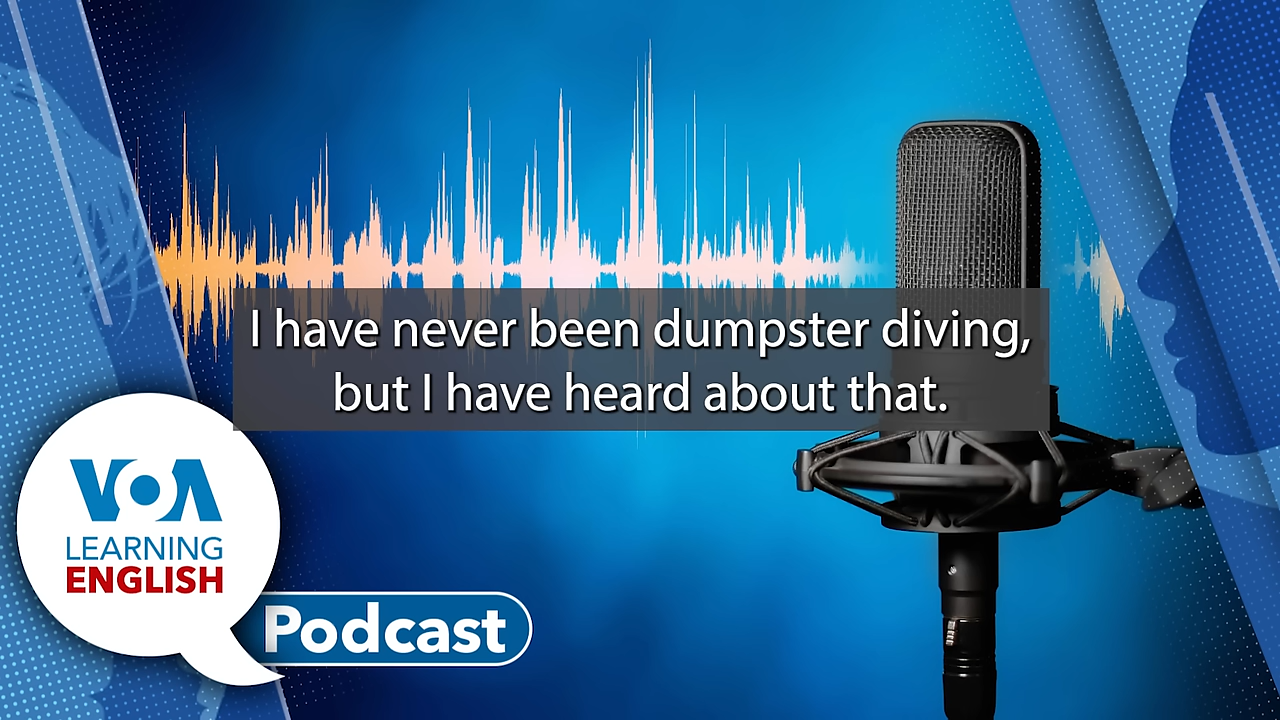 I have never been dumpster diving,
but I have heard about that.
VOA
LEARNING
ENGLISH
Podcast